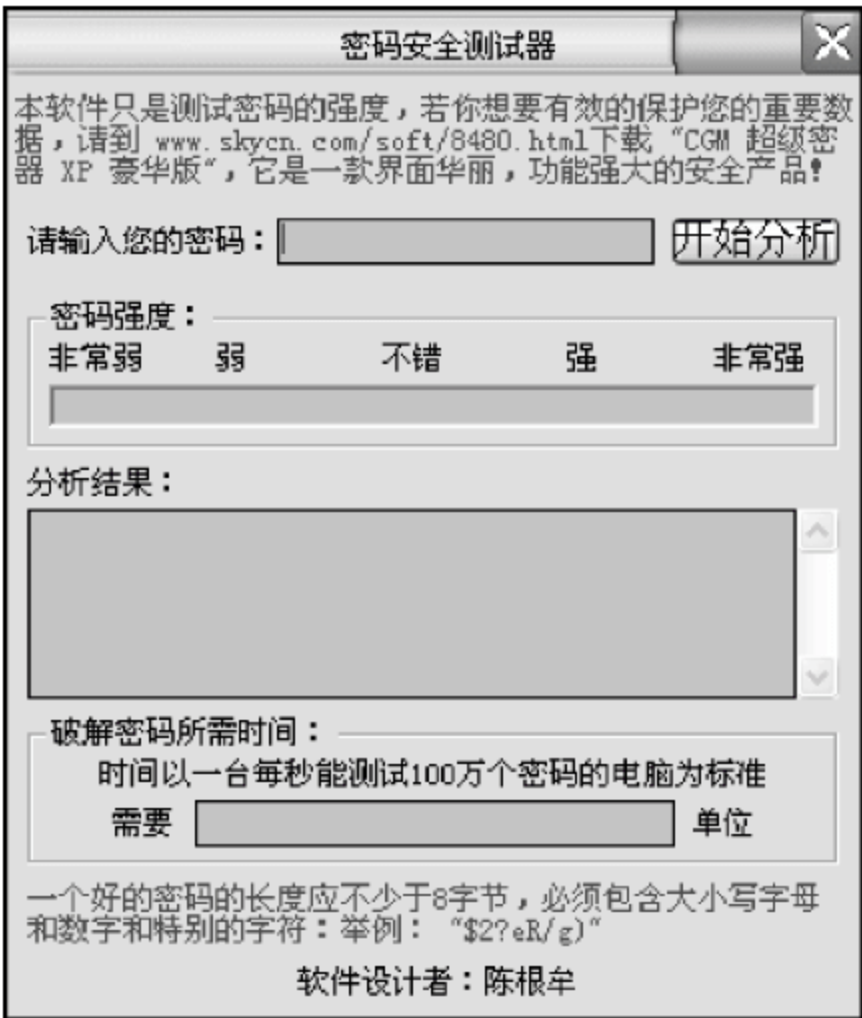 密码安全测试器
本软件只是测试密码的强度，若你想要有效的保护您的重要数
据，请到 www.skycn.com/soft/8480.html下载 “CGM 超级密
器 XP 豪华版“，它是一款界面华丽，功能强大的安全产品！
请输入您的密码： 开始分析
密码强度：
非常弱 弱 不错 强 非常强
分析结果：
破解密码所需时间：
时间以一台每秒能测试100万个密码的电脑为标准
需要 单位
一个好的密码的长度应不少于8字节，必须包含大小写字母
和数字和特别的字符：举例： “$2?eR/g)“
软件设计者：陈根牟